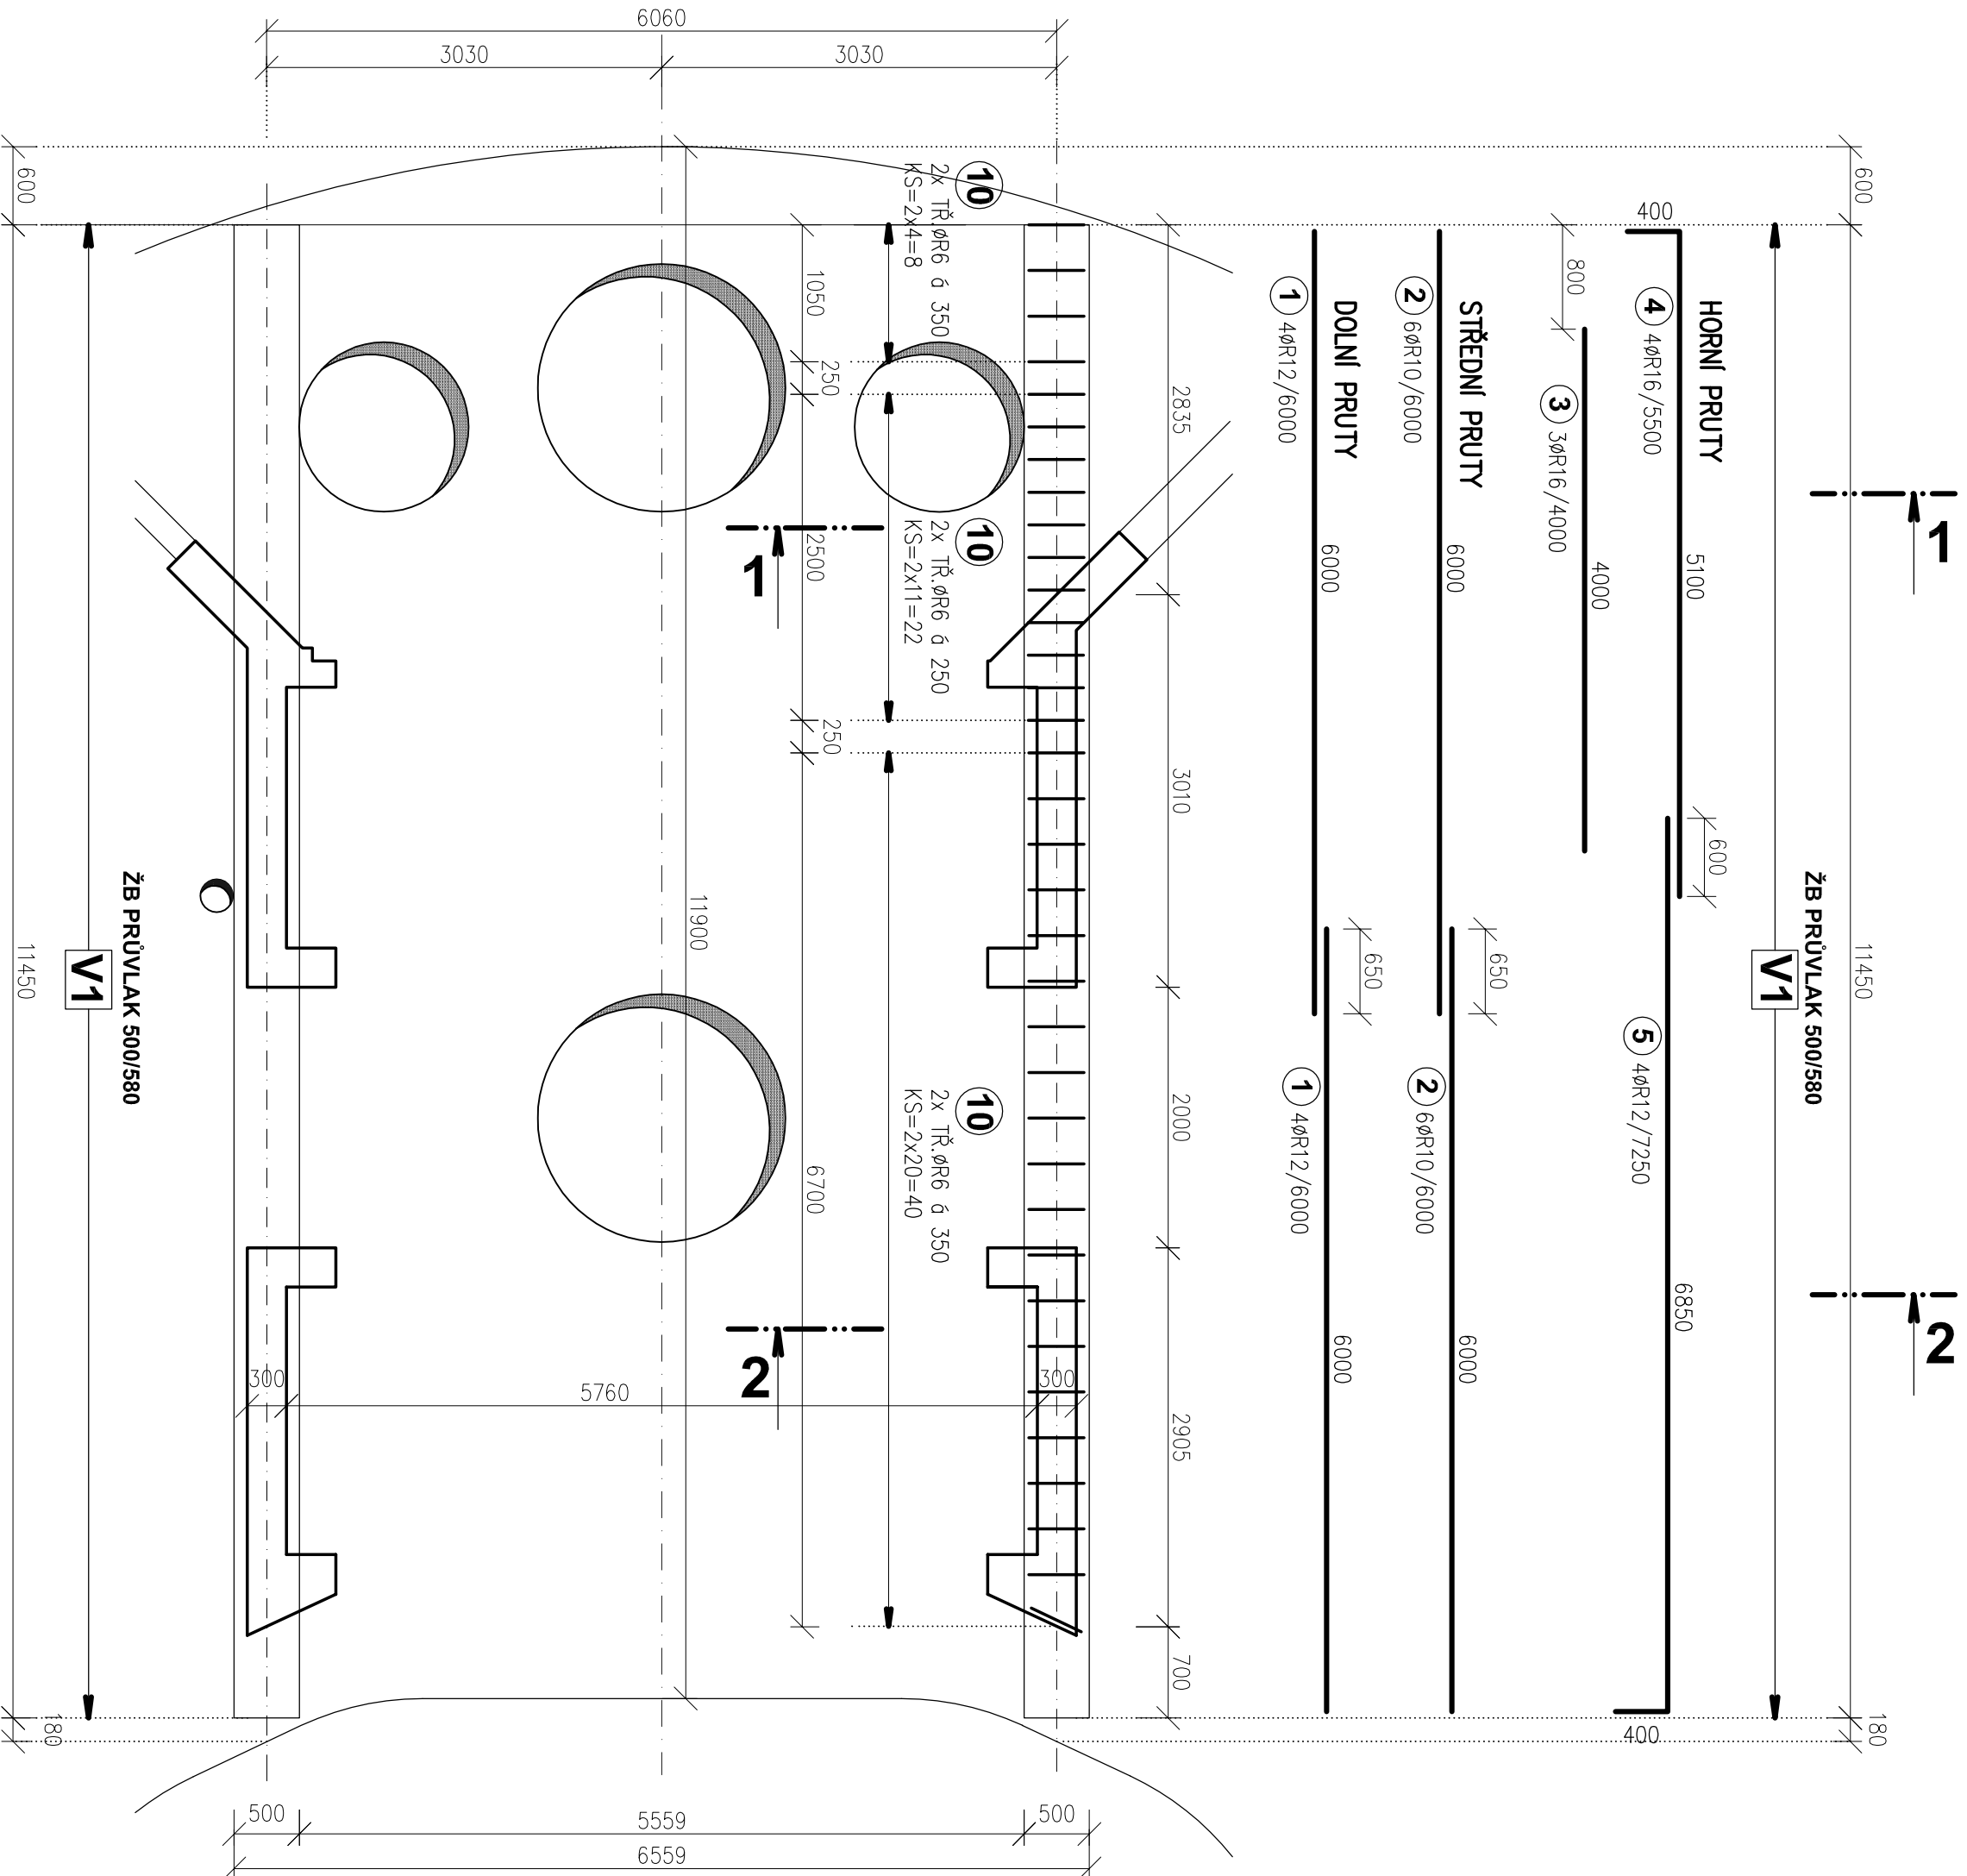 6060
3030
3030
600
11450
180
ŽB PRŮVLAK 500/580
V1
1
2
HORNÍ PRUTY
400
4 4øR16/5500
5100
600
5 4øR12/7250
6850
400
800
3 3øR16/4000
4000
STŘEDNÍ PRUTY
2 6øR10/6000
6000
650
2 6øR10/6000
6000
DOLNÍ PRUTY
1 4øR12/6000
6000
650
1 4øR12/6000
6000
2835
3010
2000
2905
700
10
2x TŘ.øR6 á 350
KS=2x4=8
10
2x TŘ.øR6 á 250
KS=2x11=22
10
2x TŘ.øR6 á 350
KS=2x20=40
1050
250
2500
250
6700
1
2
11900
300
5760
300
ŽB PRŮVLAK 500/580
V1
600
11450
180
500
5559
500
6559